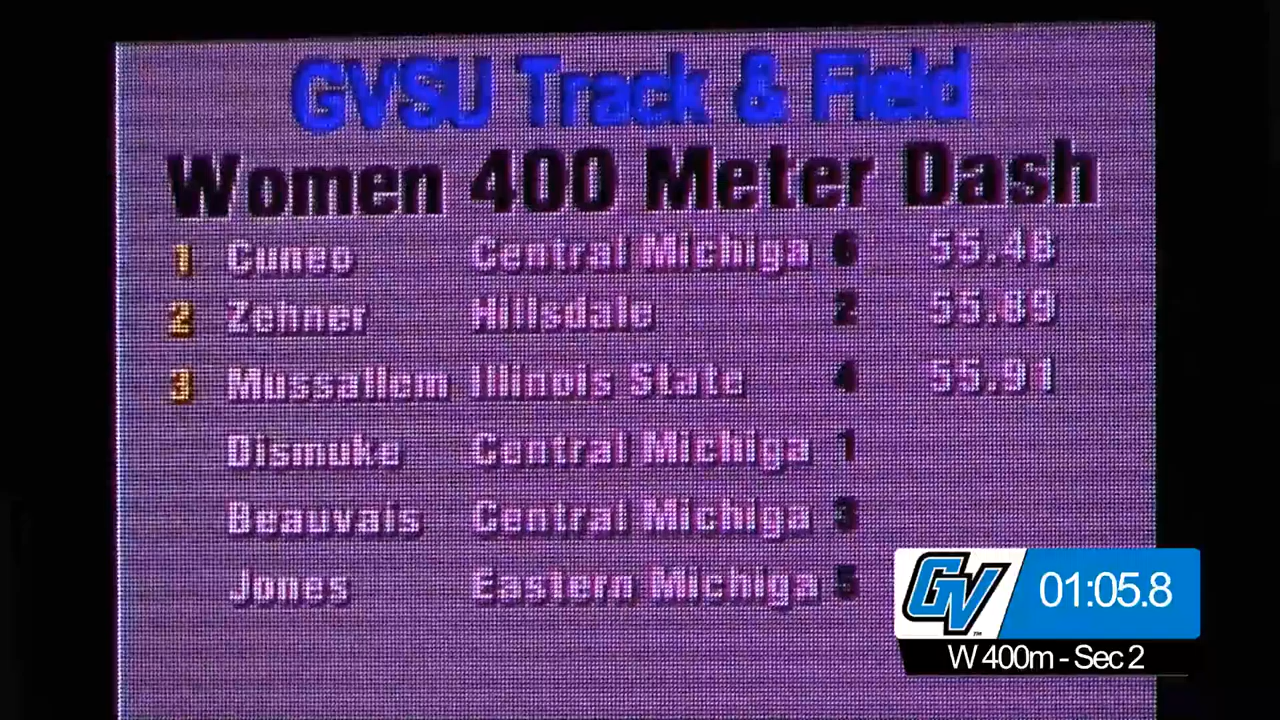 GVSU Track & Field
Women 400 Meter Dash
1 Cuneo Central Michiga 6 55.48
2 Zehner Hillsdale 2 55.89
3 Mussallem Illinois State 4 55.91
Dismuke Central Michiga 1
Beauvais Central Michiga 3
Jones Eastern Michiga 5
GV™ 01:05.8
W 400m - Sec 2